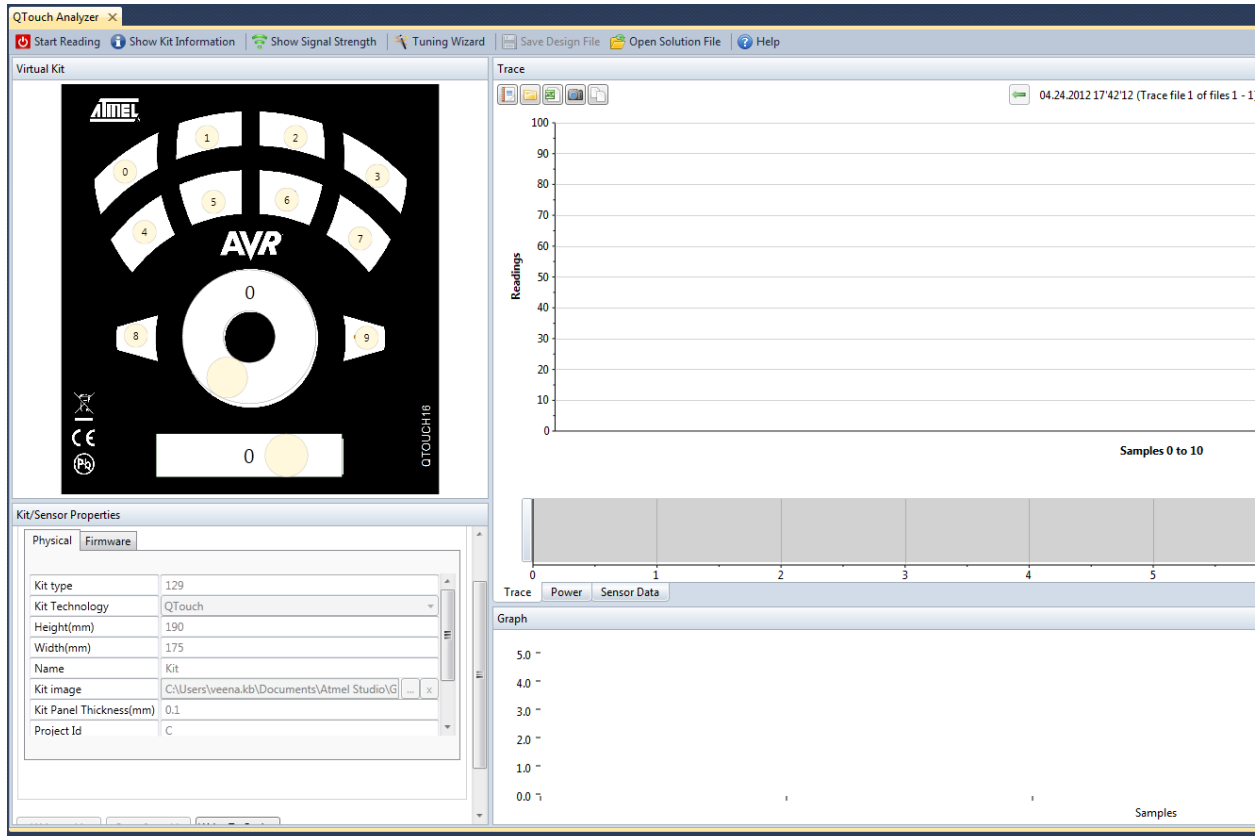 QTouch Analyzer
Start Reading Show Kit Information Show Signal Strength Tuning Wizard Save Design File Open Solution File Help
Virtual Kit
ATMEL
0
1
2
3
4
5
6
7
AVR
0
8
9
0
QTOUCH16
CE
Pb
Kit/Sensor Properties
Physical Firmware
Kit type 129
Kit Technology QTouch
Height(mm) 190
Width(mm) 175
Name Kit
Kit image C:\Users\veena.kb\Documents\Atmel Studio\G ... x
Kit Panel Thickness(mm) 0.1
Project Id C
Trace
04.24.2012 17'42'12 (Trace file 1 of files 1 - 1)
100
90
80
70
60
50
40
30
20
10
0
Readings
Samples 0 to 10
0 1 2 3 4 5
Trace Power Sensor Data
Graph
5.0
4.0
3.0
2.0
1.0
0.0
Samples